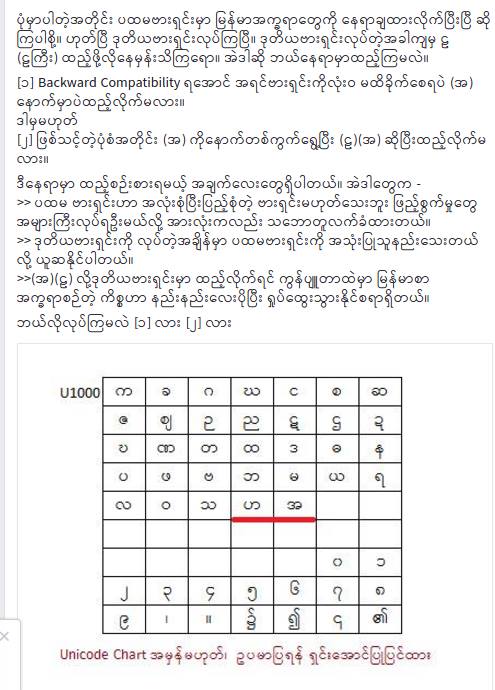 ပုံမှာပါတဲ့အတိုင်း ပထမဗားရှင်းမှာ မြန်မာအက္ခရာတွေကို နေရာချထားလိုက်ပြီးပြီ ဆို
ကြပါစို့။ ဟုတ်ပြီ ဒုတိယဗားရှင်းလုပ်ကြပြီ။ ဒုတိယဗားရှင်းလုပ်တဲ့အခါကျမှ ဠ
(ဠကြီး) ထည့်ဖို့လိုနေမှန်းသိကြရော။ အဲဒါဆို ဘယ်နေရာမှာထည့်ကြမလဲ။
[၁] Backward Compatibility ရအောင် အရင်ဗားရှင်းကိုလုံးဝ မထိခိုက်စေရပဲ (အ)
နောက်မှာပဲထည့်လိုက်မလား။
ဒါမှမဟုတ်
[၂] ဖြစ်သင့်တဲ့ပုံစံအတိုင်း (အ) ကိုနောက်တစ်ကွက်ရွှေ့ပြီး (ဠ)(အ) ဆိုပြီးထည့်လိုက်မ
လား။
ဒီနေရာမှာ ထည့်စဉ်းစားရမယ့် အချက်လေးတွေရှိပါတယ်။ အဲဒါတွေက -
>> ပထမ ဗားရှင်းဟာ အလုံးစုံပြီးပြည့်စုံတဲ့ ဗားရှင်းမဟုတ်သေးဘူး ဖြည့်စွက်မှုတွေ
အများကြီးလုပ်ရဦးမယ်လို့ အားလုံးကလည်း သဘောတူလက်ခံထားတယ်။
>> ဒုတိယဗားရှင်းကို လုပ်တဲ့အချိန်မှာ ပထမဗားရှင်းကို အသုံးပြုသူနည်းသေးတယ်
လို့ ယူဆနိုင်ပါတယ်။
>>(အ)(ဠ) လို့ဒုတိယဗားရှင်းမှာ ထည့်လိုက်ရင် ကွန်ပျူတာထဲမှာ မြန်မာစာ
အက္ခရာစဉ်တဲ့ ကိစ္စဟာ နည်းနည်းလေးပိုပြီး ရှုပ်ထွေးသွားနိုင်စရာရှိတယ်။
ဘယ်လိုလုပ်ကြမလဲ [၁] လား [၂] လား
U1000 က ခ ဂ ဃ င စ ဆ
ဇ ဈ ဉ ည ဋ ဌ ဍ
ဎ ဏ တ ထ ဒ ဓ န
ပ ဖ ဗ ဘ မ ယ ရ
လ ဝ သ ဟ အ
၀ ၁
၂ ၃ ၄ ၅ ၆ ၇ ၈
၉ ၊ ။ ၌ ၍ ၎ ၏
Unicode Chart အမှန်မဟုတ်၊ ဥပမာပြရန် ရှင်းအောင်ပြုပြင်ထား